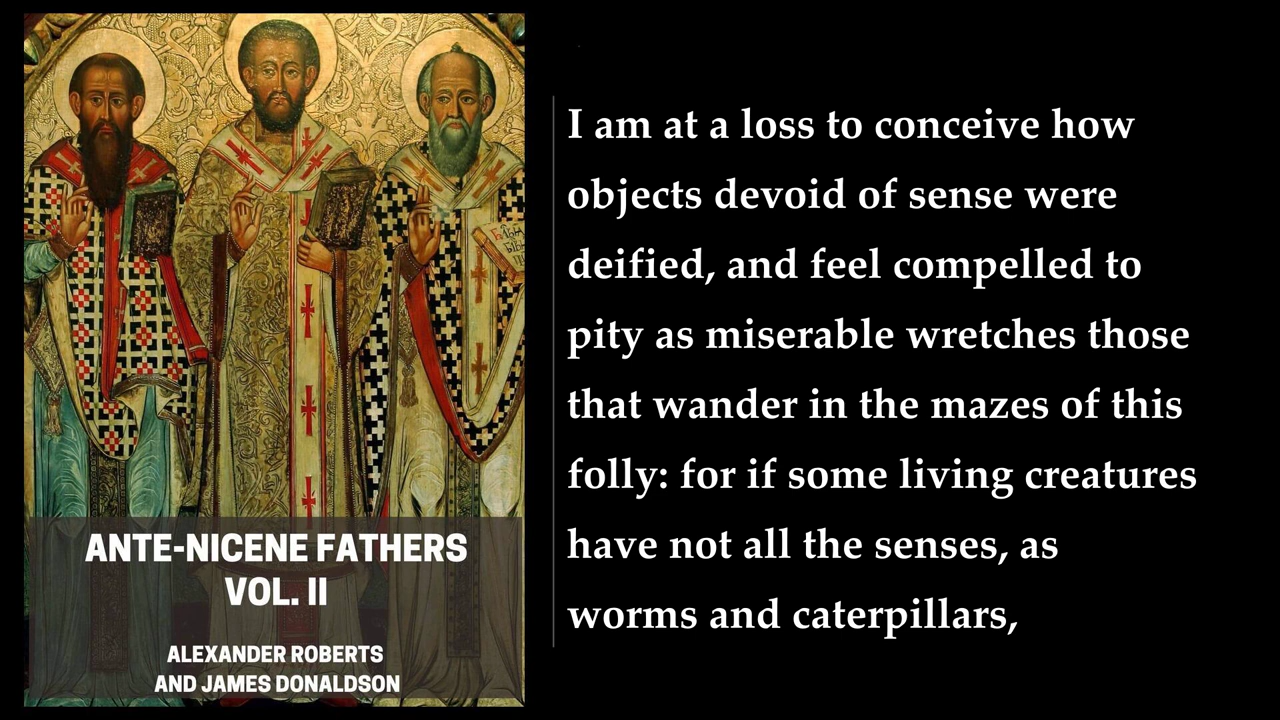 ANTE-NICENE FATHERS
VOL. II
ALEXANDER ROBERTS
AND JAMES DONALDSON
I am at a loss to conceive how
objects devoid of sense were
deified, and feel compelled to
pity as miserable wretches those
that wander in the mazes of this
folly: for if some living creatures
have not all the senses, as
worms and caterpillars,